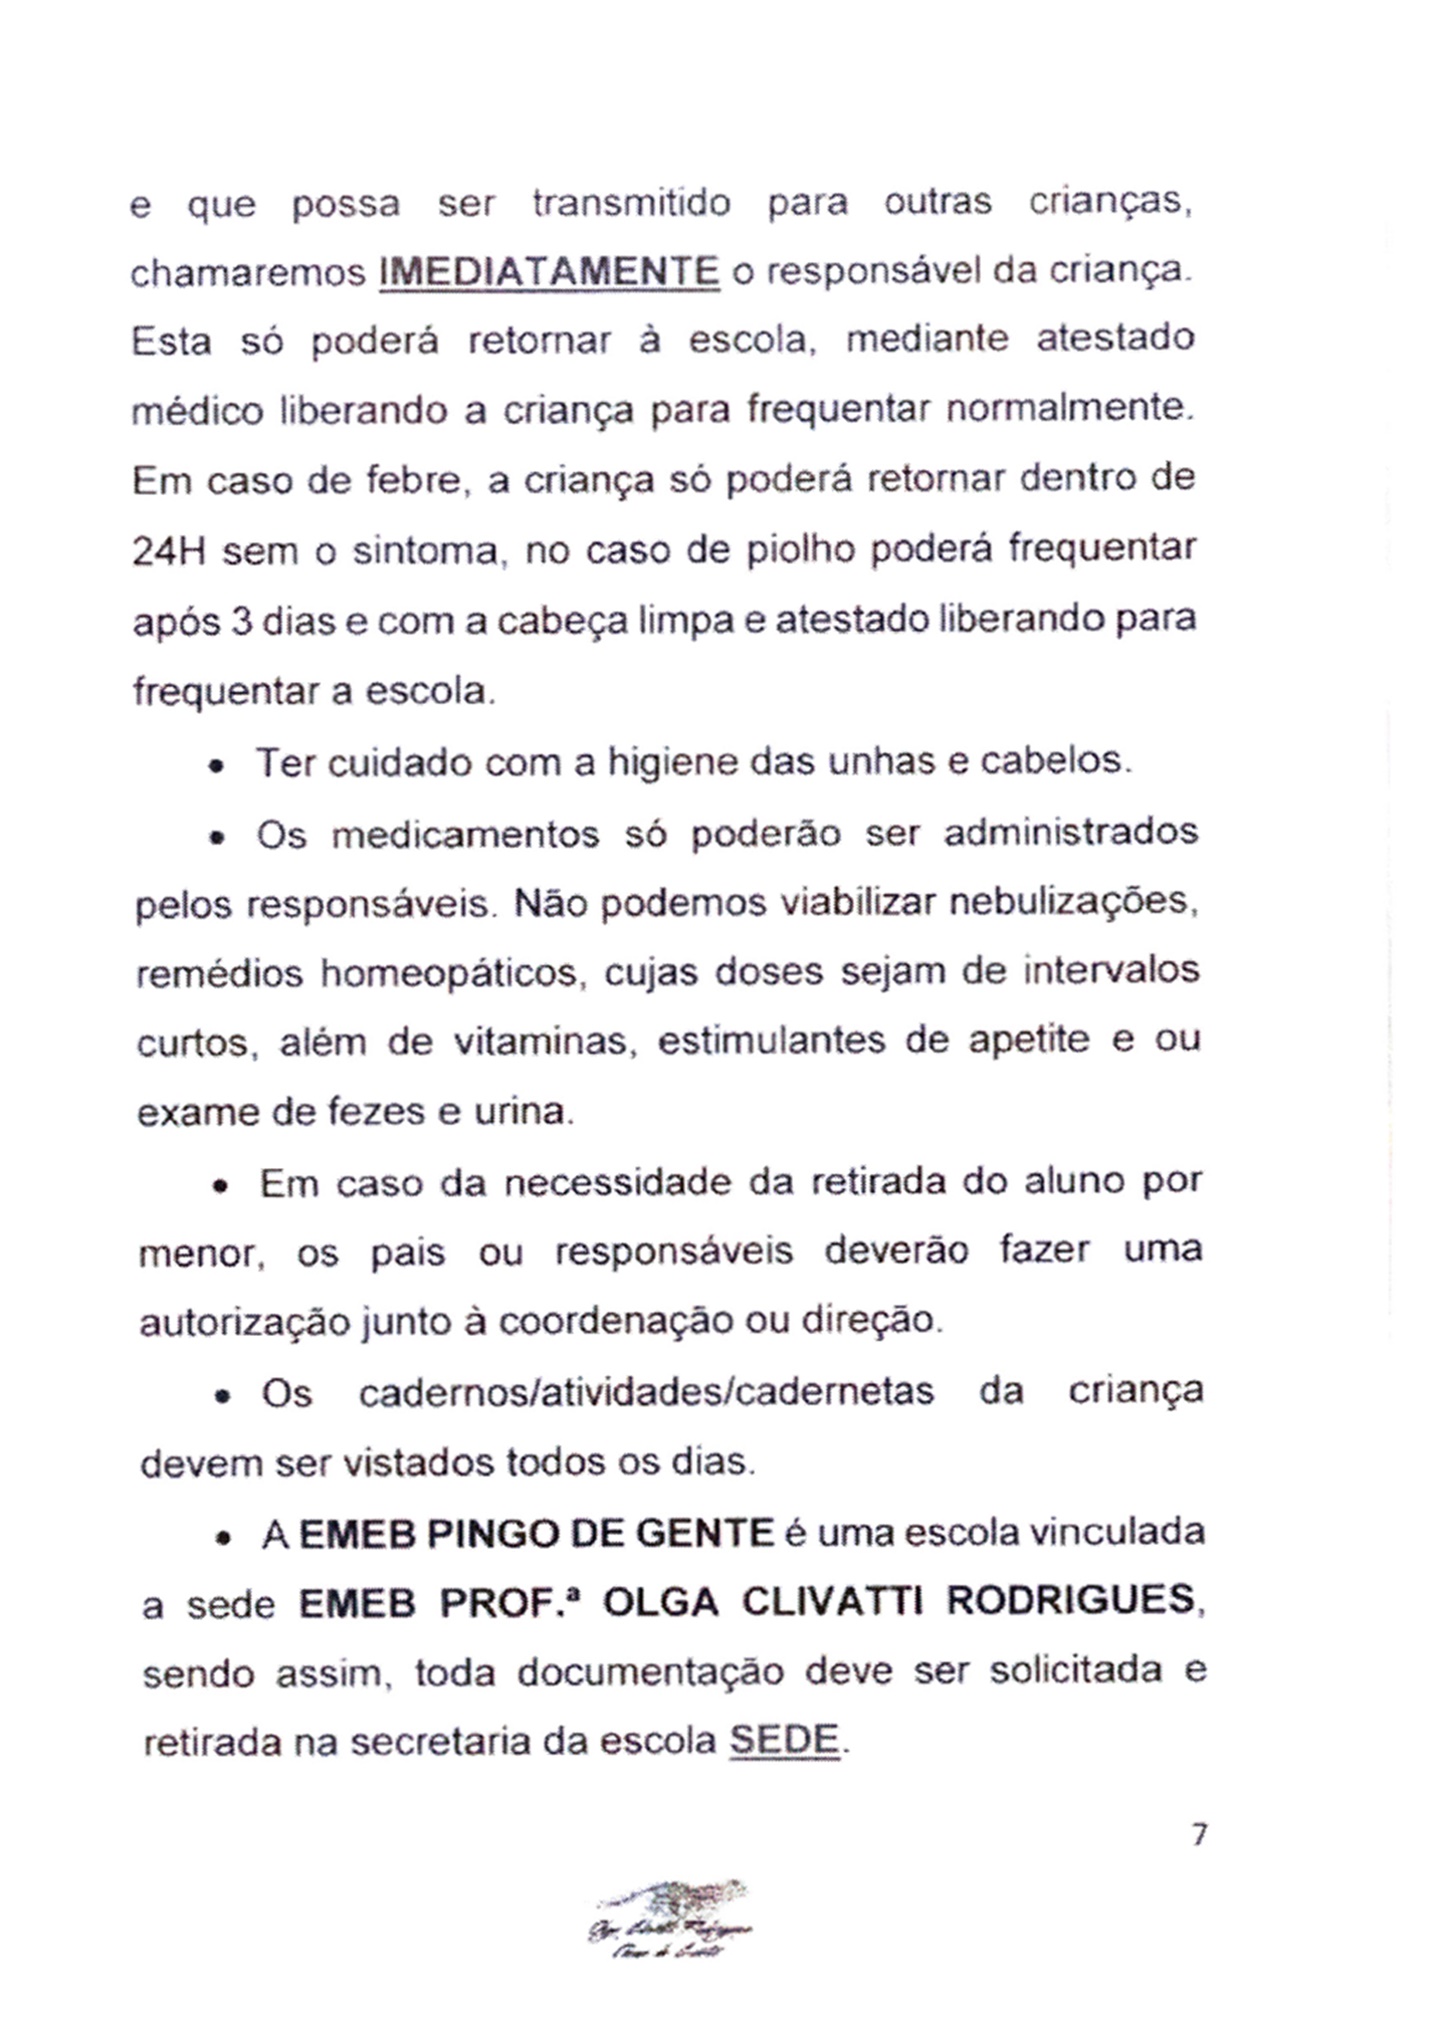 e que possa ser transmitido para outras crianças,
chamaremos IMEDIATAMENTE o responsável da criança.
Esta só poderá retornar à escola, mediante atestado
médico liberando a criança para frequentar normalmente.
Em caso de febre, a criança só poderá retornar dentro de
24H sem o sintoma, no caso de piolho poderá frequentar
após 3 dias e com a cabeça limpa e atestado liberando para
frequentar a escola.
• Ter cuidado com a higiene das unhas e cabelos.
• Os medicamentos só poderão ser administrados
pelos responsáveis. Não podemos viabilizar nebulizações,
remédios homeopáticos, cujas doses sejam de intervalos
curtos, além de vitaminas, estimulantes de apetite e ou
exame de fezes e urina.
• Em caso da necessidade da retirada do aluno por
menor, os pais ou responsáveis deverão fazer uma
autorização junto à coordenação ou direção.
• Os cadernos/atividades/cadernetas da criança
devem ser vistados todos os dias.
• A EMEB PINGO DE GENTE é uma escola vinculada
a sede EMEB PROF.ª OLGA CLIVATTI RODRIGUES,
sendo assim, toda documentação deve ser solicitada e
retirada na secretaria da escola SEDE.
7